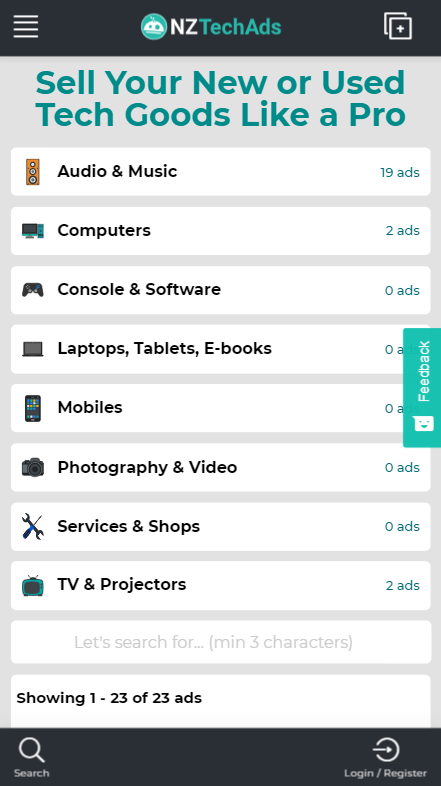 NZTechAds
Sell Your New or Used
Tech Goods Like a Pro
Audio & Music 19 ads
Computers 2 ads
Console & Software 0 ads
Laptops, Tablets, E-books 0 ads
Feedback
Mobiles 0 ads
Photography & Video 0 ads
Services & Shops 0 ads
TV & Projectors 2 ads
Let's search for... (min 3 characters)
Showing 1 - 23 of 23 ads
Search Login / Register